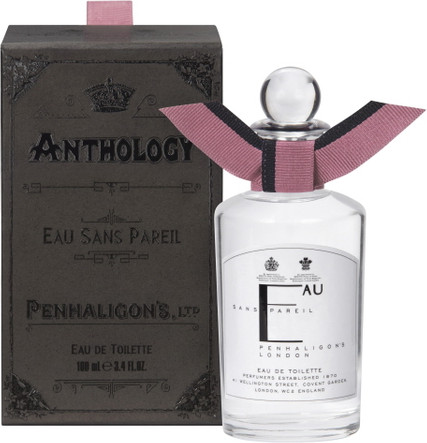 ANTHOLOGY
EAU SANS PAREIL
PENHALIGON'S, LTD
EAU DE TOILETTE
100 ml ℮ 3.4 fl.oz.
EAU
SANS PAREIL
PENHALIGON'S
LONDON
EAU DE TOILETTE
PERFUMERS ESTABLISHED 1870
41 WELLINGTON STREET, COVENT GARDEN
LONDON WC2 ENGLAND